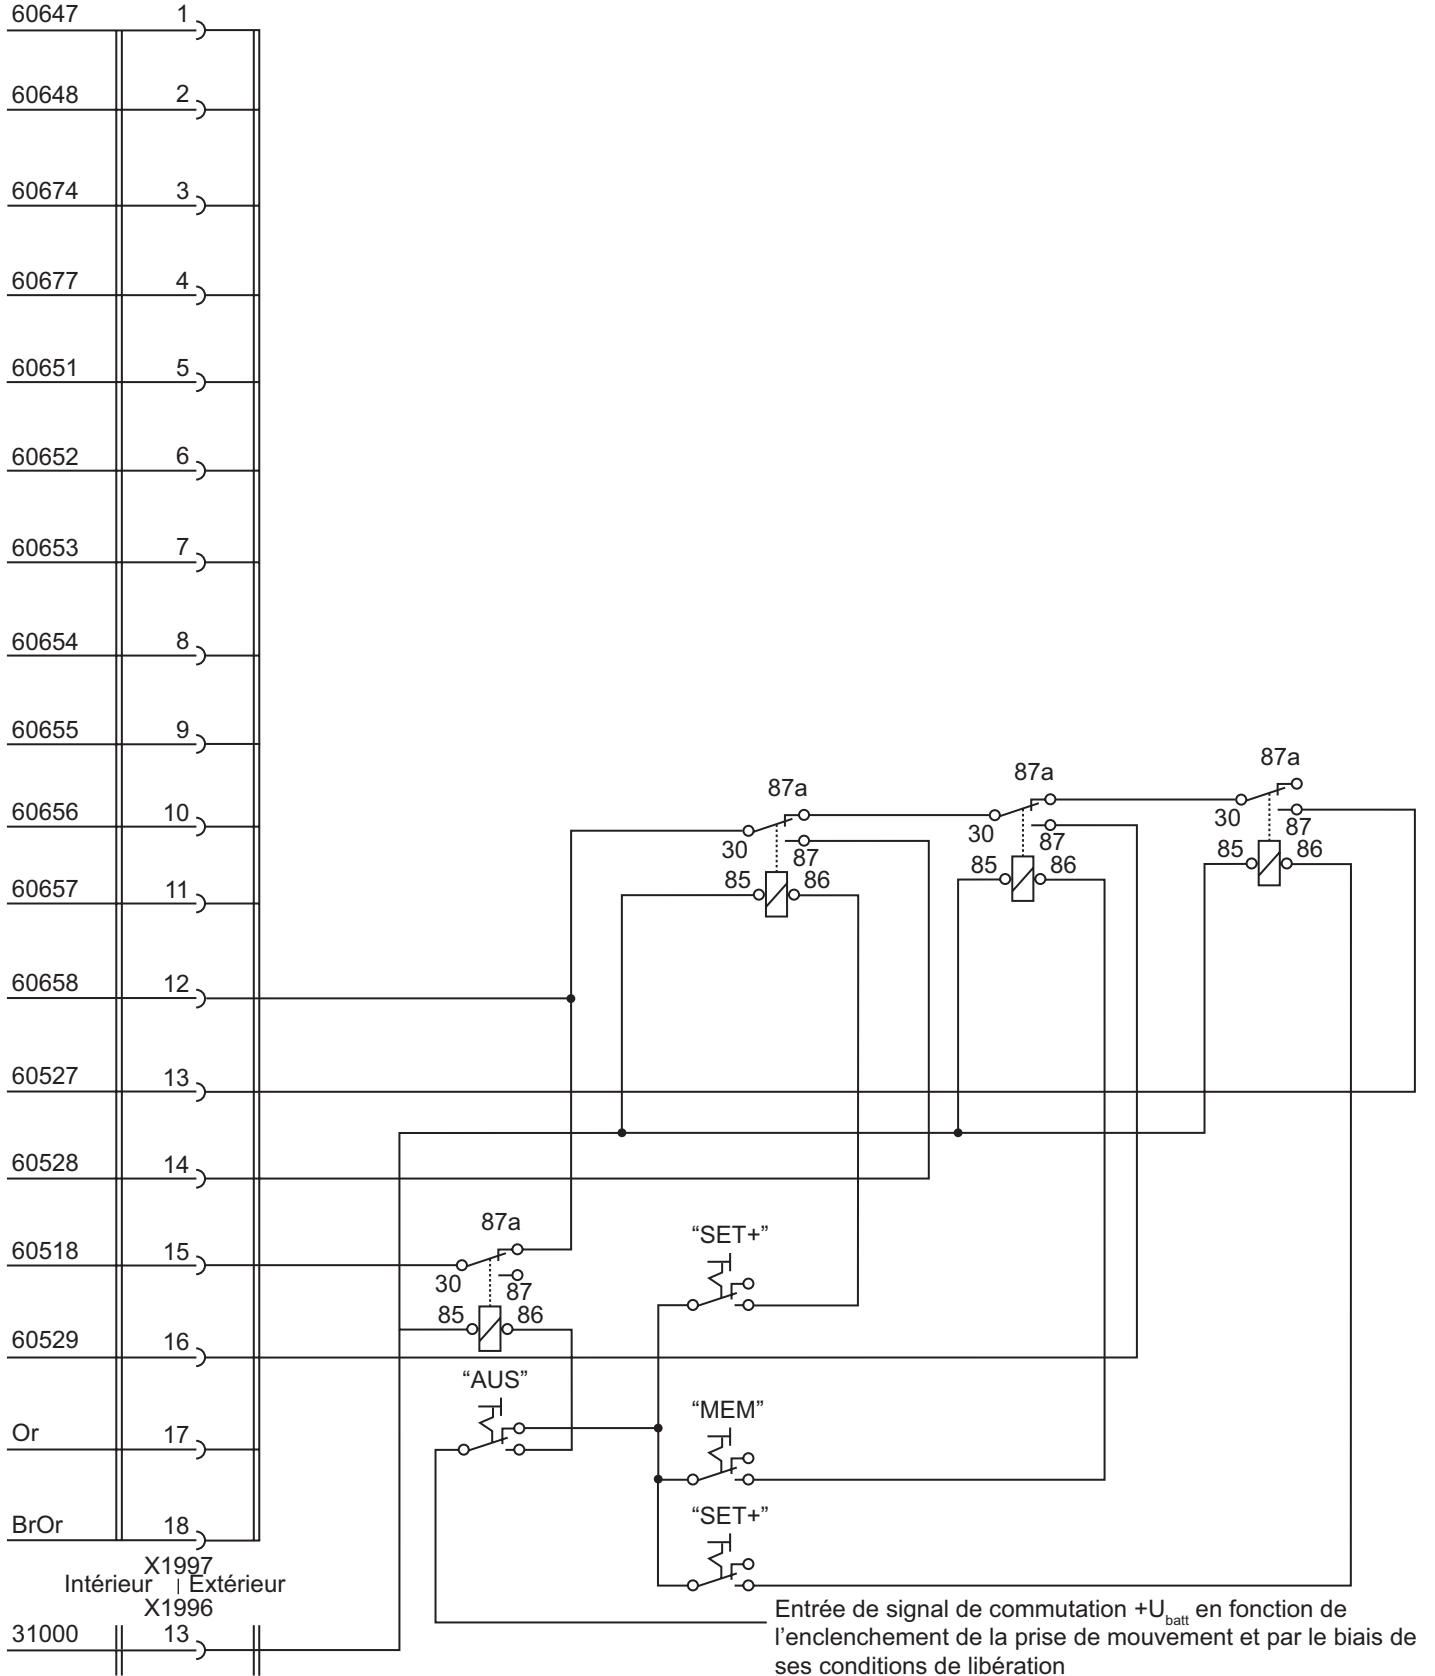 60647 1
60648 2
60674 3
60677 4
60651 5
60652 6
60653 7
60654 8
60655 9
87a
87a
87a
60656 10
30 87
30 87
30 87
85 86
85 86
85 86
60657 11
60658 12
60527 13
60528 14
87a
"SET+"
60518 15
30 87
85 86
60529 16
"AUS"
"MEM"
Or 17
"SET+"
BrOr 18
X1997
Intérieur | Extérieur
X1996
31000 13
Entrée de signal de commutation +Ubatt en fonction de
l'enclenchement de la prise de mouvement et par le biais de
ses conditions de libération